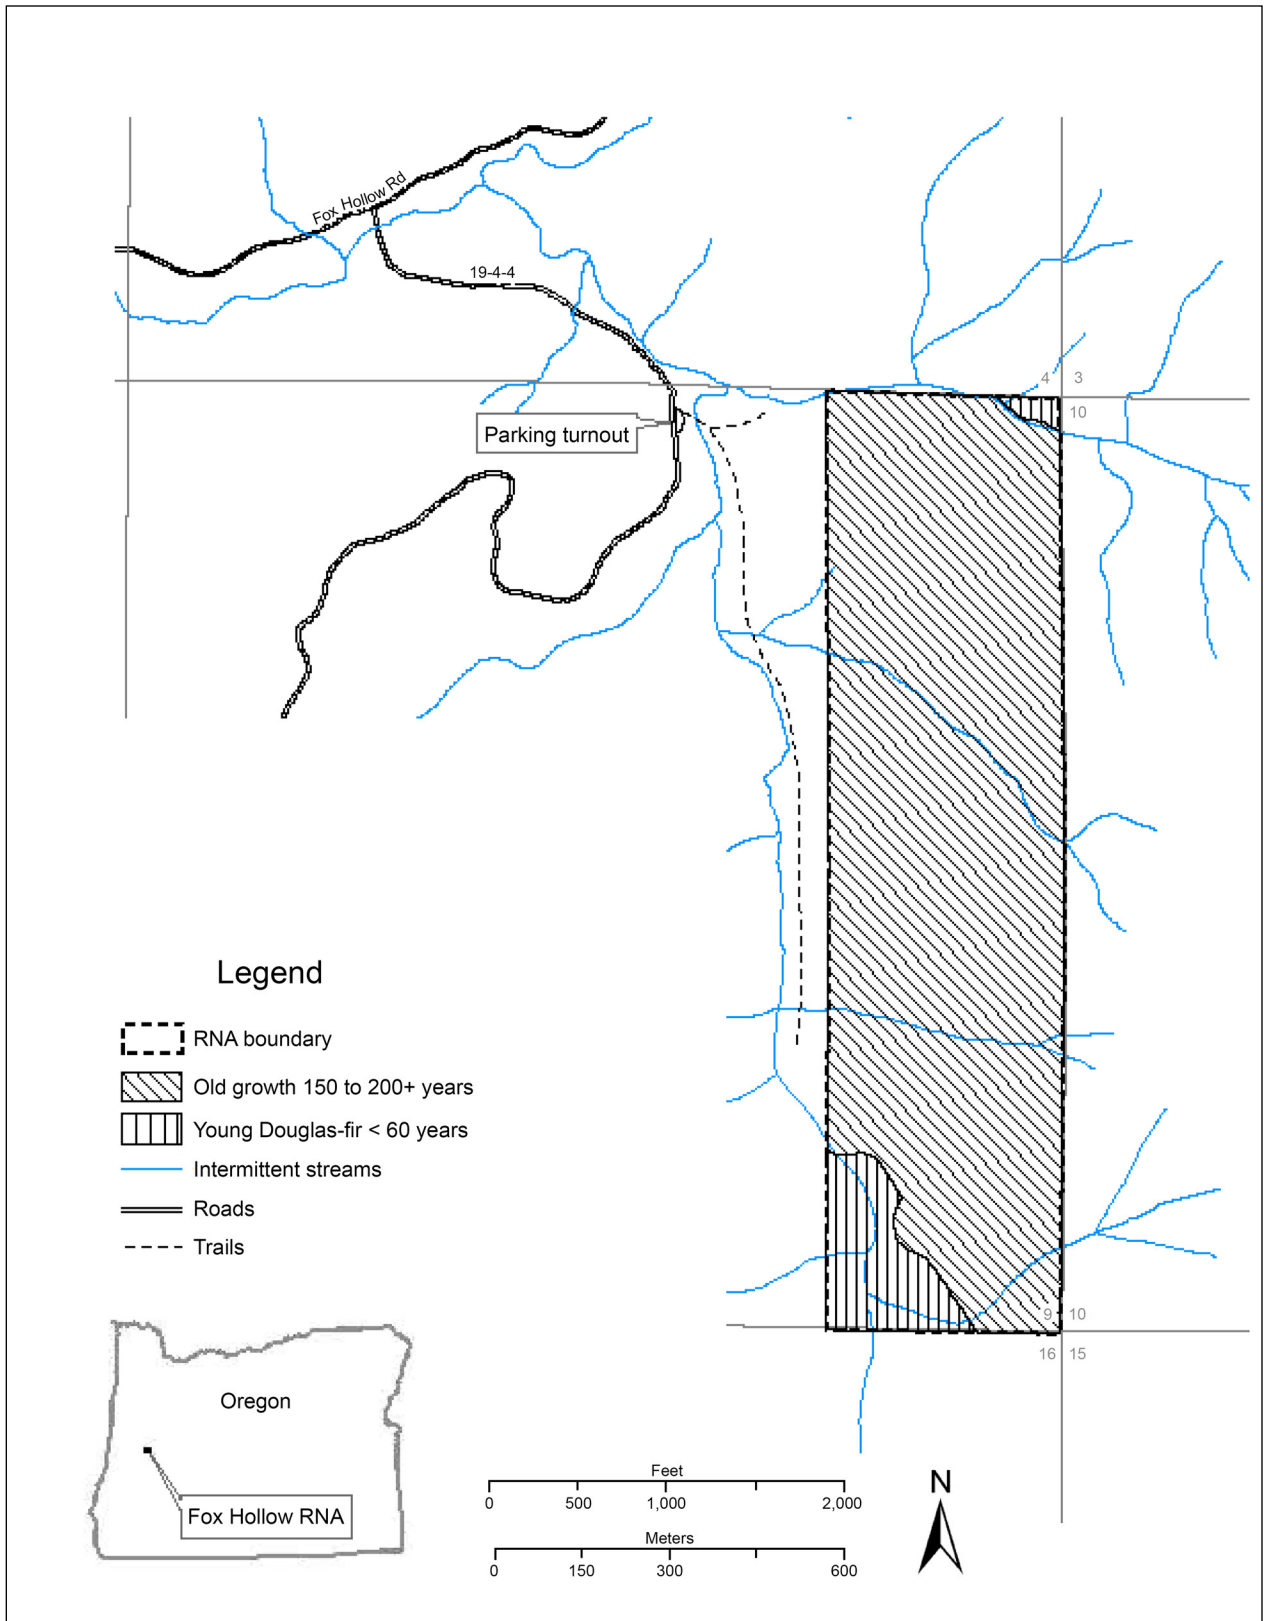 Fox Hollow Rd
19-4-4
4 3
10
Parking turnout
Legend
RNA boundary
Old growth 150 to 200+ years
Young Douglas-fir < 60 years
Intermittent streams
Roads
Trails
9 10
16 15
Oregon
Fox Hollow RNA
Feet
0 500 1,000 2,000
Meters
0 150 300 600
N